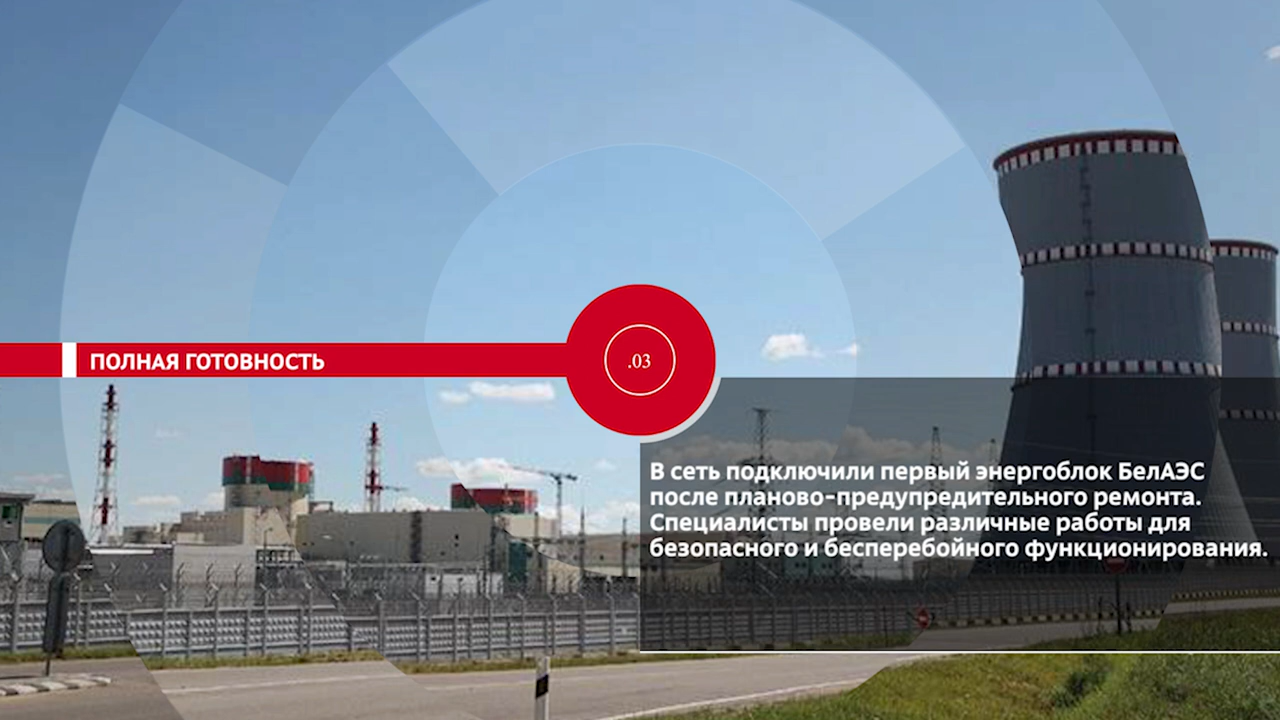 ПОЛНАЯ ГОТОВНОСТЬ
.03
В сеть подключили первый энергоблок БелАЭС
после планово-предупредительного ремонта.
Специалисты провели различные работы для
безопасного и бесперебойного функционирования.